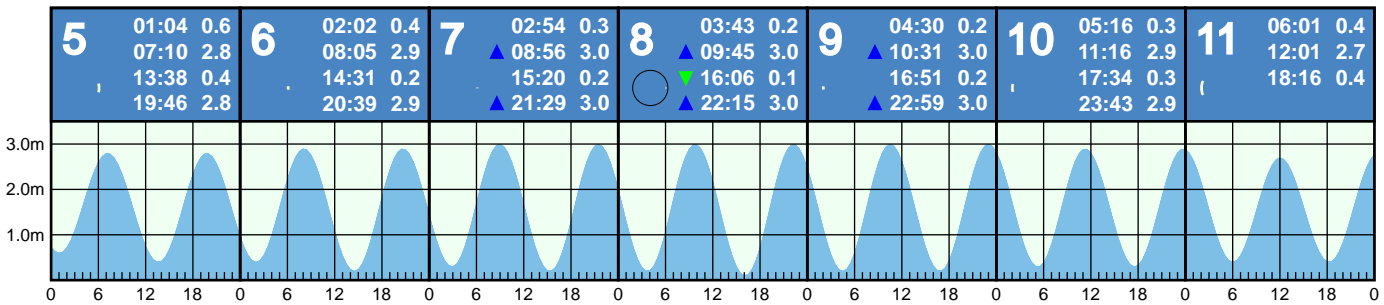 5 01:04 0.6
07:10 2.8
13:38 0.4
19:46 2.8
6 02:02 0.4
08:05 2.9
14:31 0.2
20:39 2.9
7 02:54 0.3
▲ 08:56 3.0
15:20 0.2
▲ 21:29 3.0
8 03:43 0.2
▲ 09:45 3.0
▼ 16:06 0.1
▲ 22:15 3.0
9 04:30 0.2
▲ 10:31 3.0
16:51 0.2
▲ 22:59 3.0
10 05:16 0.3
11:16 2.9
17:34 0.3
23:43 2.9
11 06:01 0.4
12:01 2.7
18:16 0.4
3.0m
2.0m
1.0m
0 6 12 18 0 6 12 18 0 6 12 18 0 6 12 18 0 6 12 18 0 6 12 18 0 6 12 18 0